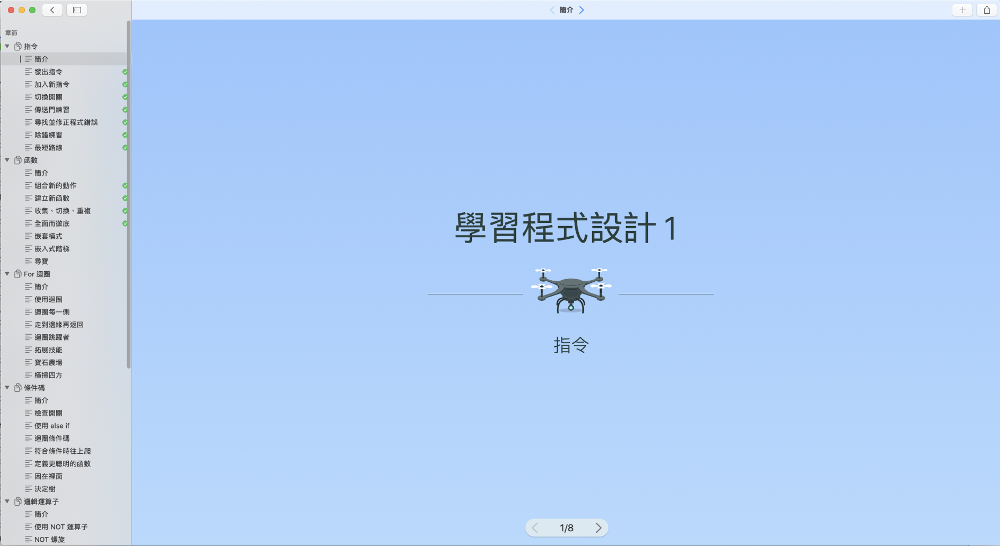 簡介
章節
指令
簡介
發出指令
加入新指令
切換開關
傳送門練習
尋找並修正程式錯誤
除錯練習
最短路線
函數
簡介
組合新的動作
建立新函數
收集、切換、重複
全面而徹底
嵌套模式
嵌入式階梯
尋寶
For 迴圈
簡介
使用迴圈
迴圈每一側
走到邊緣再返回
迴圈跳躍者
拓展技能
寶石農場
橫掃四方
條件碼
簡介
檢查開關
使用 else if
迴圈條件碼
符合條件時往上爬
定義更聰明的函數
困在裡面
決定樹
邏輯運算子
簡介
使用 NOT 運算子
NOT 螺旋
學習程式設計 1
指令
1/8